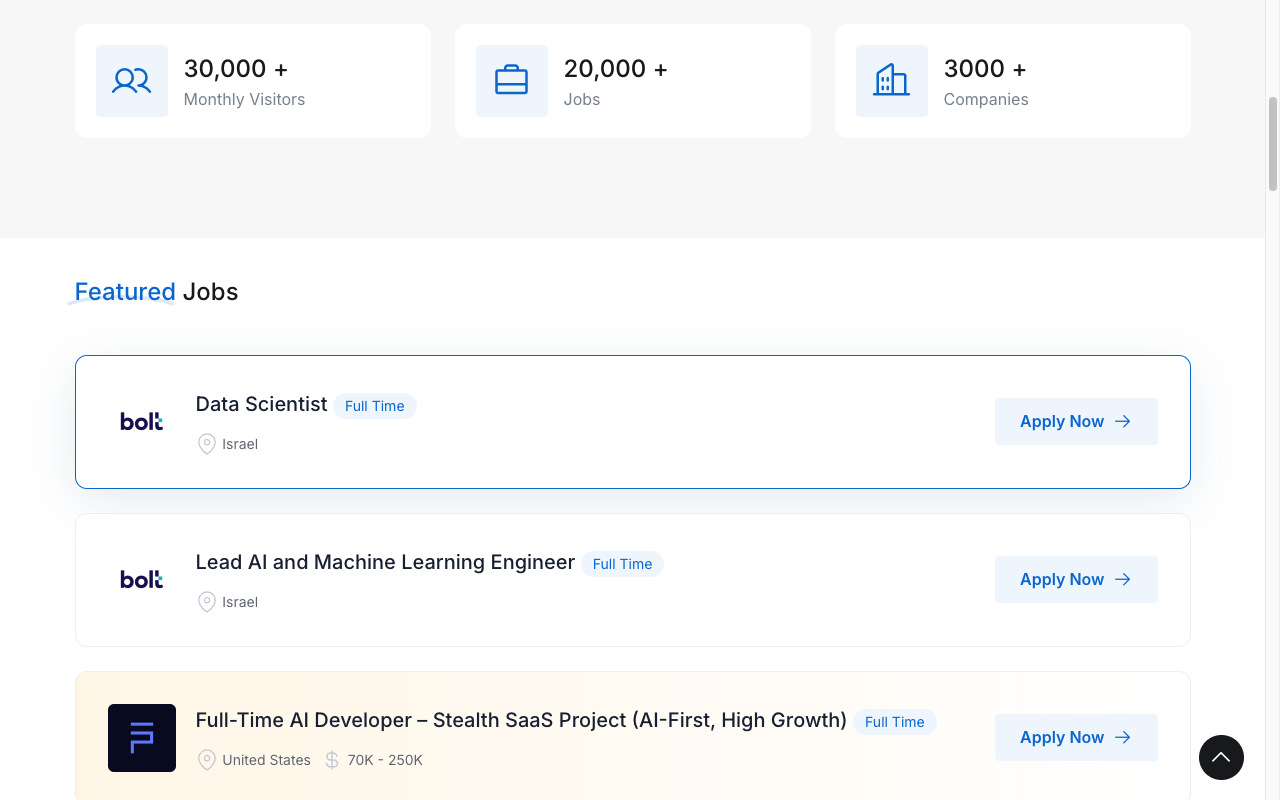 30,000 +
Monthly Visitors
20,000 +
Jobs
3000 +
Companies
Featured Jobs
bolt
Data Scientist Full Time
Israel
Apply Now
bolt
Lead AI and Machine Learning Engineer Full Time
Israel
Apply Now
Full-Time AI Developer – Stealth SaaS Project (AI-First, High Growth) Full Time
United States 70K - 250K
Apply Now